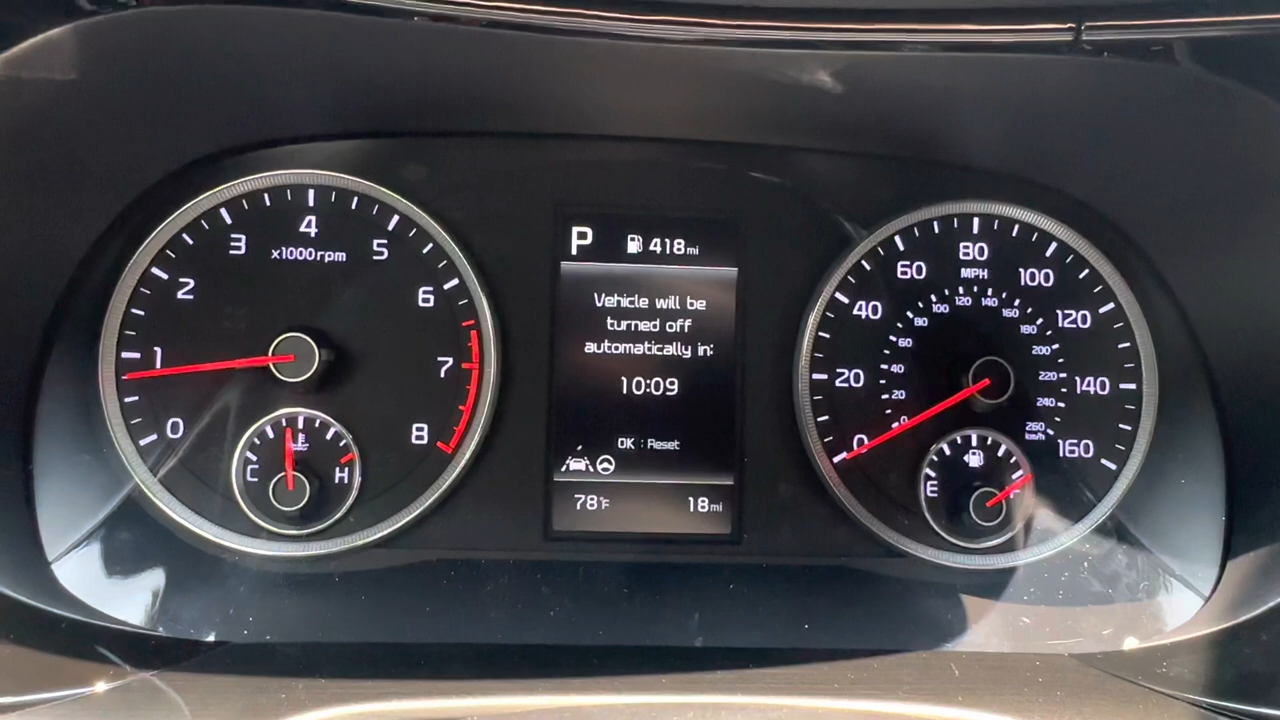 0 1 2 3 4 5 6 7 8
x1000rpm
C H
P 418mi
Vehicle will be
turned off
automatically in:
10:09
OK : Reset
78°F 18mi
0 20 40 60 80 100 120 140 160
MPH
0 20 40 60 80 100 120 140 160 180 200 220 240 260
km/h
E F